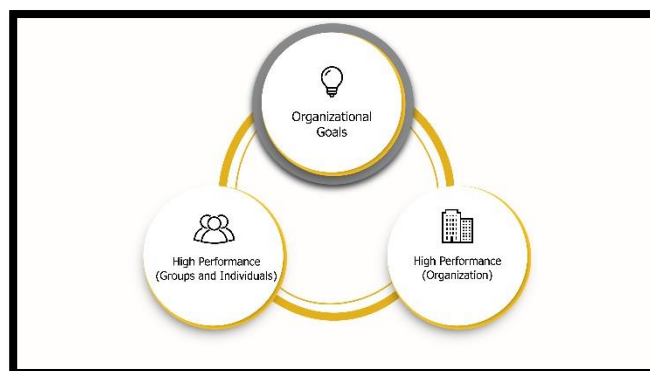 Organizational
Goals
High Performance
(Groups and Individuals)
High Performance
(Organization)